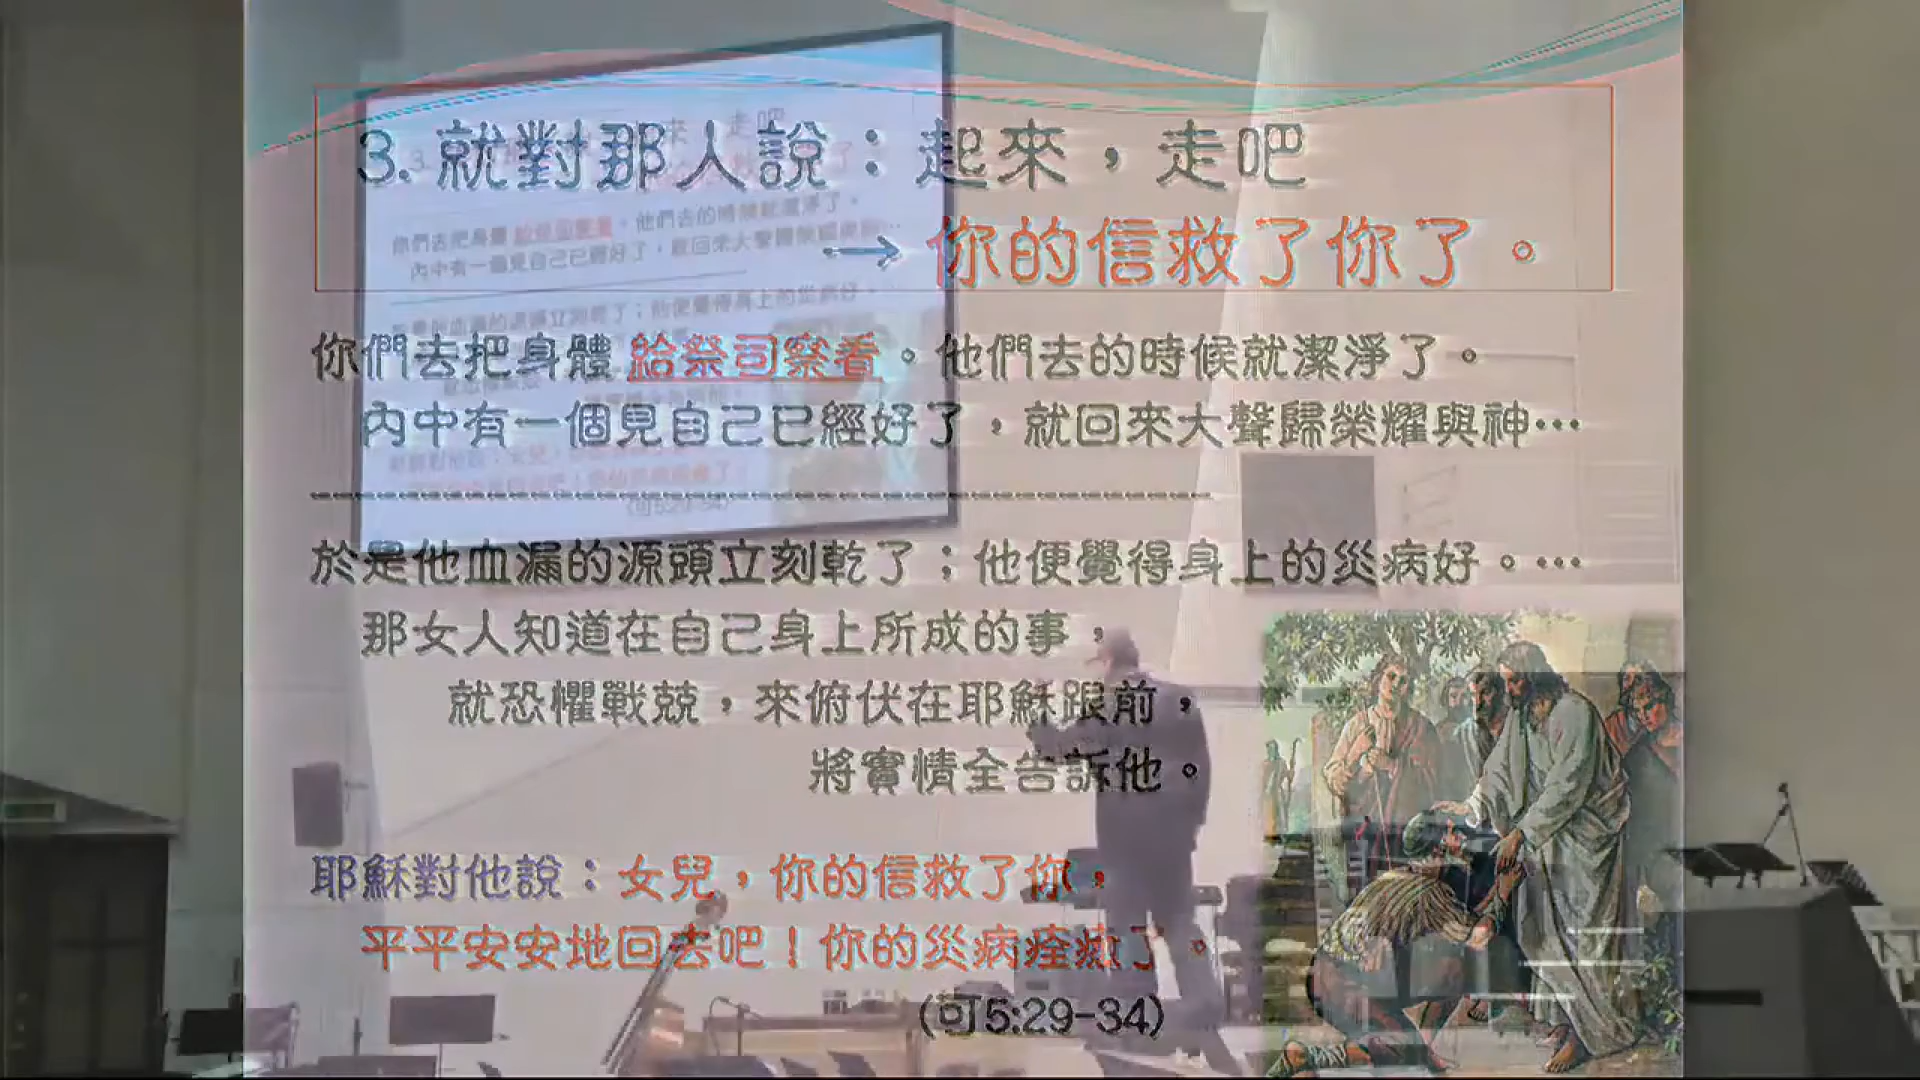 3. 就對那人說：起來，走吧
→ 你的信救了你了。
你們去把身體 給祭司察看。他們去的時候就潔淨了。
內中有一個見自己已經好了，就回來大聲歸榮耀與神…
於是他血漏的源頭立刻乾了；他便覺得身上的災病好。…
那女人知道在自己身上所成的事，
就恐懼戰兢，來俯伏在耶穌跟前，
將實情全告訴他。
耶穌對他說：女兒，你的信救了你，
平平安安地回去吧！你的災病痊癒了。
(可5:29-34)